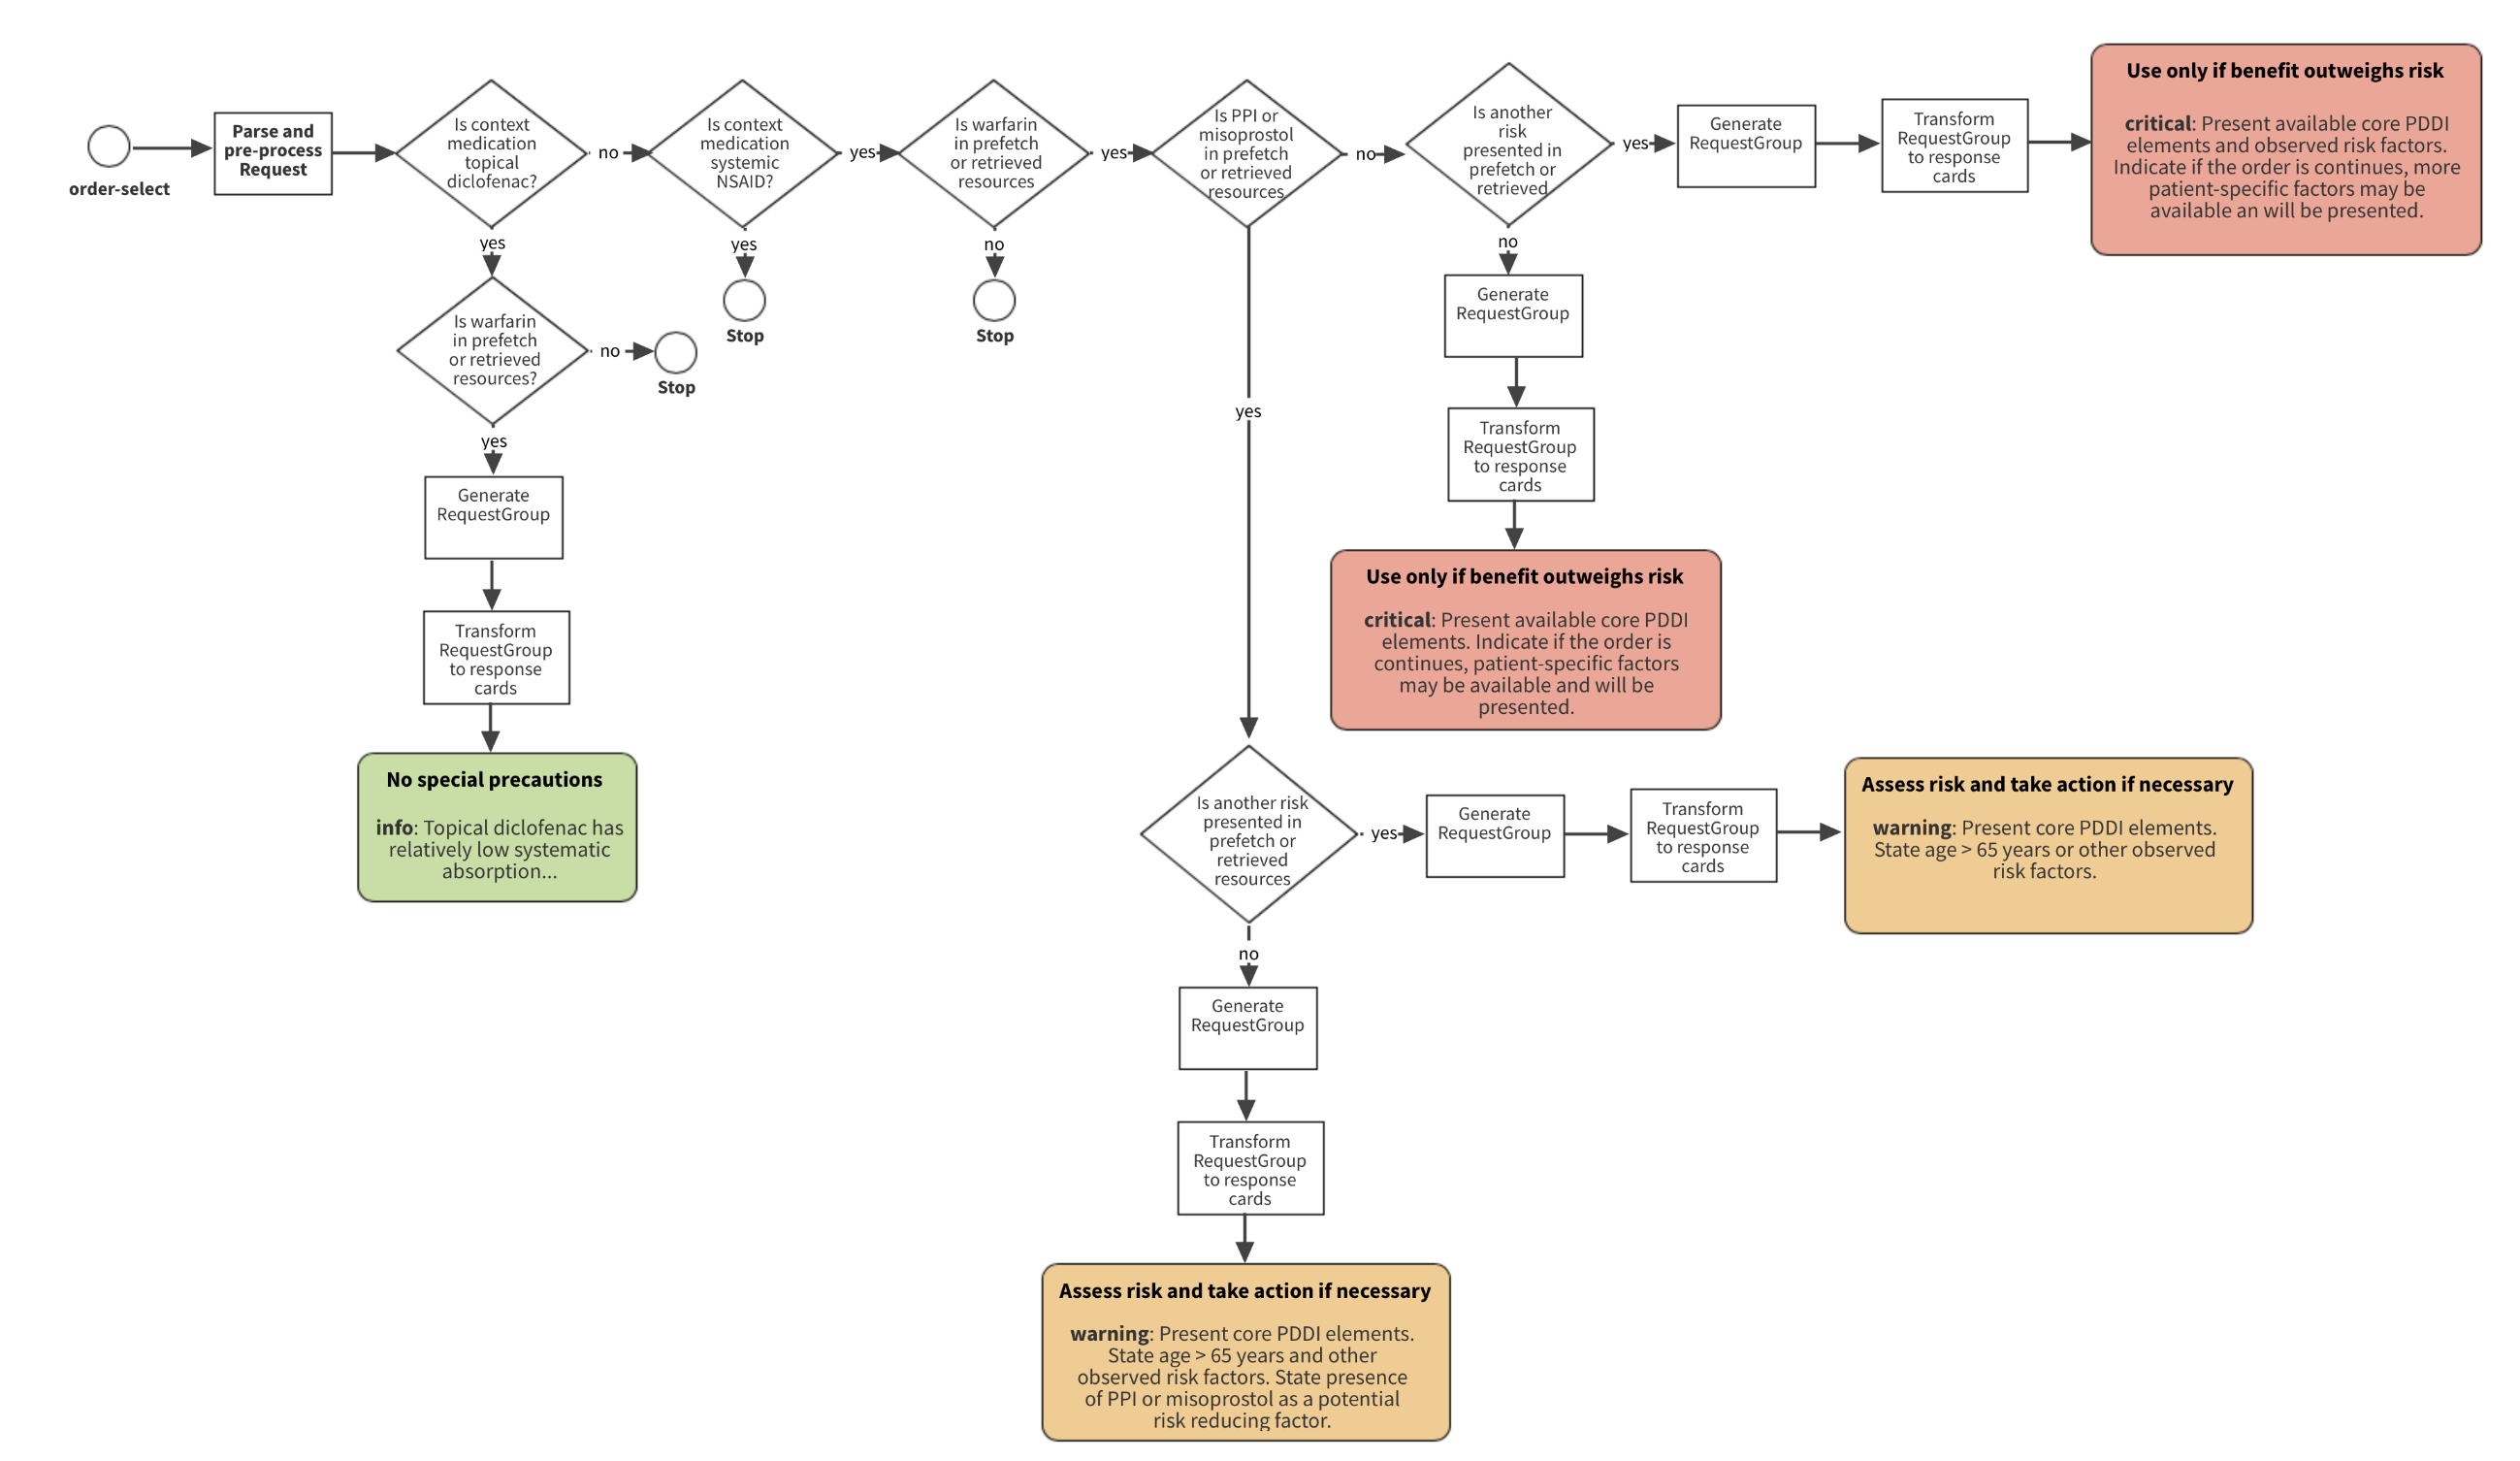 order-select
Parse and
pre-process
Request
Is context
medication
topical
diclofenac?
no
Is context
medication
systemic
NSAID?
yes
Is warfarin
in prefetch
or retrieved
resources
yes
Is PPI or
misoprostol
in prefetch
or retrieved
resources
no
Is another
risk
presented in
prefetch or
retrieved
yes
Generate
RequestGroup
Transform
RequestGroup
to response
cards
Use only if benefit outweighs risk
critical: Present available core PDDI
elements and observed risk factors.
Indicate if the order is continues, more
patient-specific factors may be
available an will be presented.
yes
Is warfarin
in prefetch
or retrieved
resources?
no
Stop
yes
Stop
no
Stop
yes
Generate
RequestGroup
Transform
RequestGroup
to response
cards
No special precautions
info: Topical diclofenac has
relatively low systematic
absorption...
no
Generate
RequestGroup
Transform
RequestGroup
to response
cards
Use only if benefit outweighs risk
critical: Present available core PDDI
elements. Indicate if the order is
continues, patient-specific factors
may be available and will be
presented.
yes
Is another risk
presented in
prefetch or
retrieved
resources
yes
Generate
RequestGroup
Transform
RequestGroup
to response
cards
Assess risk and take action if necessary
warning: Present core PDDI elements.
State age > 65 years or other observed
risk factors.
no
Generate
RequestGroup
Transform
RequestGroup
to response
cards
Assess risk and take action if necessary
warning: Present core PDDI elements.
State age > 65 years and other
observed risk factors. State presence
of PPI or misoprostol as a potential
risk reducing factor.